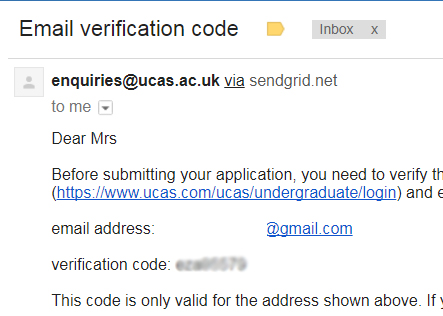 Email verification code
Inbox x
enquiries@ucas.ac.uk via sendgrid.net
to me
Dear Mrs
Before submitting your application, you need to verify th
(https://www.ucas.com/ucas/undergraduate/login) and e
email address: @gmail.com
verification code:
This code is only valid for the address shown above. If y